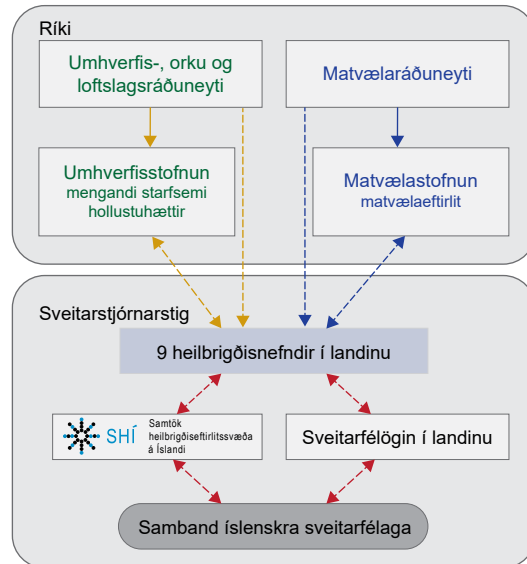 Ríki
Umhverfis-, orku og
loftslagsráðuneyti
Matvælaráðuneyti
Umhverfisstofnun
mengandi starfsemi
hollustuhættir
Matvælastofnun
matvælaeftirlit
Sveitarstjórnarstig
9 heilbrigðisnefndir í landinu
SHÍ
Samtök
heilbrigðiseftirlitssvæða
á Íslandi
Sveitarfélögin í landinu
Samband íslenskra sveitarfélaga